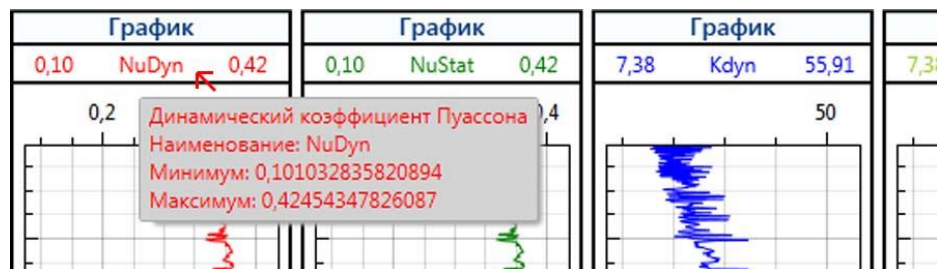 График График График
0,10 NuDyn 0,42 0,10 NuStat 0,42 7,38 Kdyn 55,91
0,2 50
Динамический коэффициент Пуассона
Наименование: NuDyn
Минимум: 0,101032835820894
Максимум: 0,42454347826087